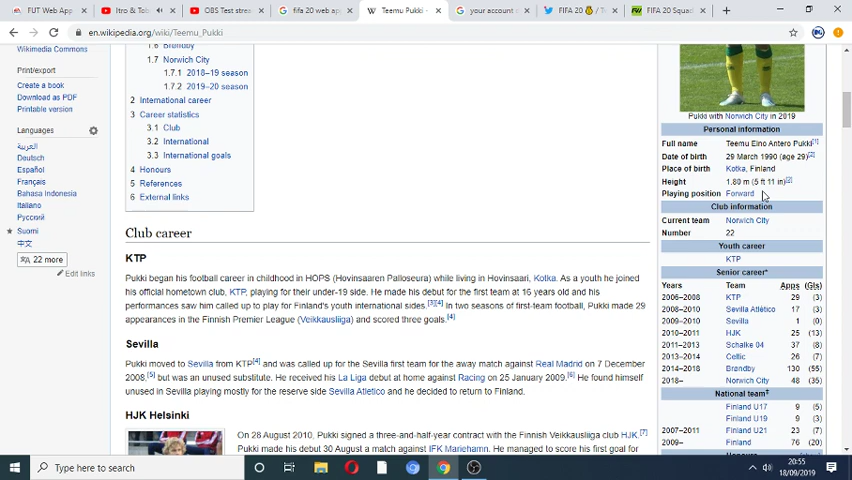 FUT Web App
Itro & Tob
OBS Test strea
fifa 20 web ap
Teemu Pukki -
your account i
FIFA 20 / T
FIFA 20 Squad
en.wikipedia.org/wiki/Teemu_Pukki
Wikimedia Commons
Print/export
Create a book
Download as PDF
Printable version
Languages
العربية
Deutsch
Español
Français
Bahasa Indonesia
Italiano
Русский
Suomi
中文
22 more
Edit links
1.6 Brøndby
1.7 Norwich City
1.7.1 2018–19 season
1.7.2 2019–20 season
2 International career
3 Career statistics
3.1 Club
3.2 International
3.3 International goals
4 Honours
5 References
6 External links
Club career
KTP
Pukki began his football career in childhood in HOPS (Hovinsaaren Palloseura) while living in Hovinsaari, Kotka. As a youth he joined
his official hometown club, KTP, playing for their under-19 side. He made his debut for the first team at 16 years old and his
performances saw him called up to play for Finland's youth international sides.[3][4] In two seasons of first-team football, Pukki made 29
appearances in the Finnish Premier League (Veikkausliiga) and scored three goals.[4]
Sevilla
Pukki moved to Sevilla from KTP[4] and was called up for the Sevilla first team for the away match against Real Madrid on 7 December
2008,[5] but was an unused substitute. He received his La Liga debut at home against Racing on 25 January 2009.[6] He found himself
unused in Sevilla playing mostly for the reserve side Sevilla Atletico and he decided to return to Finland.
HJK Helsinki
On 28 August 2010, Pukki signed a three-and-half-year contract with the Finnish Veikkausliiga club HJK.[7]
Pukki made his debut 30 August a match against IFK Mariehamn. He managed to score his first goal for
Pukki with Norwich City in 2019
Personal information
Full name Teemu Eino Antero Pukki[1]
Date of birth 29 March 1990 (age 29)[2]
Place of birth Kotka, Finland
Height 1.80 m (5 ft 11 in)[2]
Playing position Forward
Club information
Current team Norwich City
Number 22
Youth career
KTP
Senior career*
Years Team Apps (Gls)
2006–2008 KTP 29 (3)
2008–2010 Sevilla Atlético 17 (3)
2009–2010 Sevilla 1 (0)
2010–2011 HJK 25 (13)
2011–2013 Schalke 04 37 (8)
2013–2014 Celtic 26 (7)
2014–2018 Brøndby 130 (55)
2018– Norwich City 48 (35)
National team‡
Finland U17 9 (5)
Finland U19 9 (3)
2007–2011 Finland U21 23 (7)
2009– Finland 76 (20)
Type here to search
20:55
18/09/2019